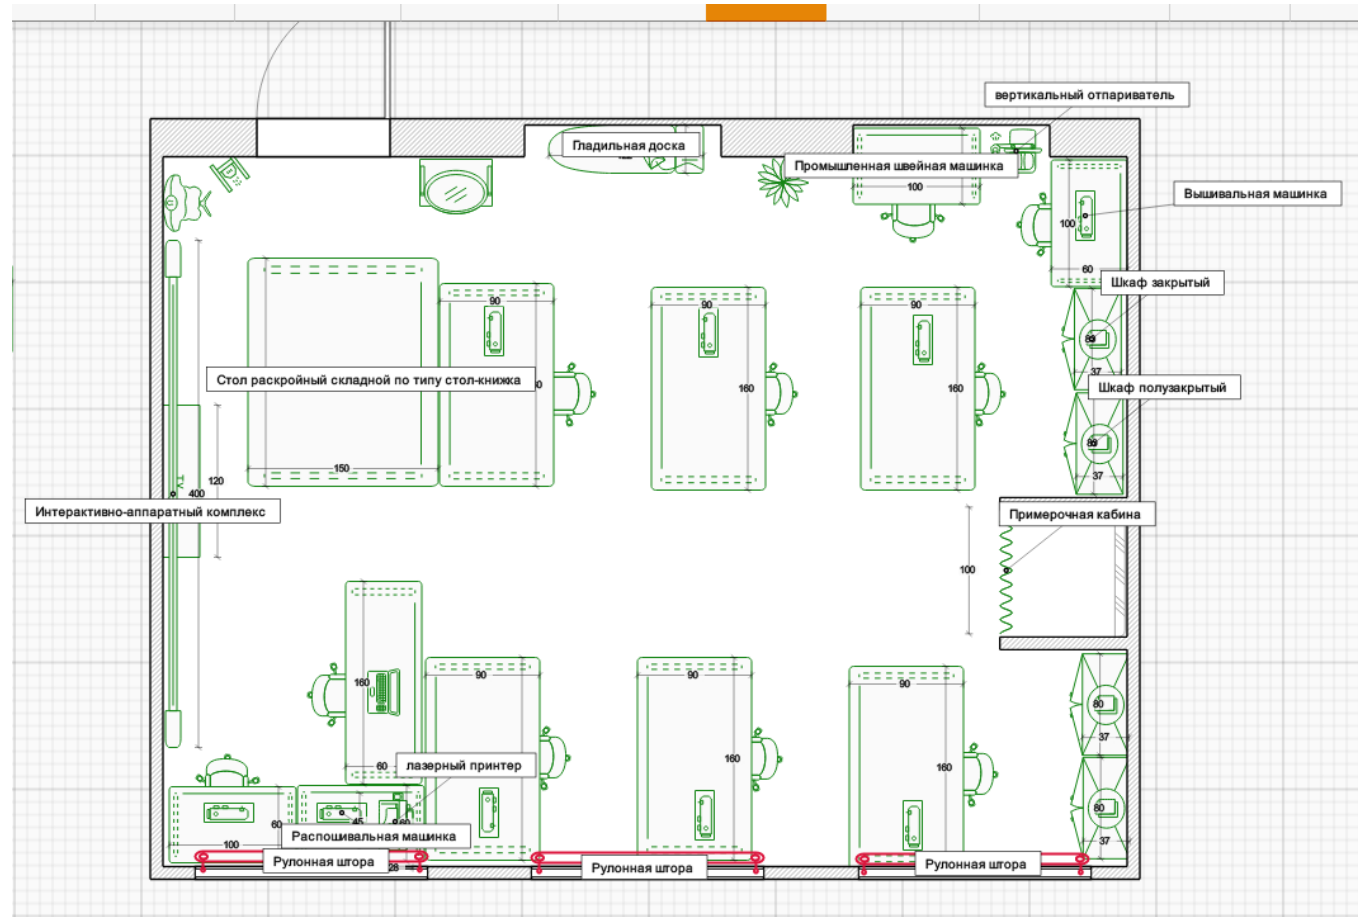 вертикальный отпариватель
Гладильная доска
Промышленная швейная машинка
100
Вышивальная машинка
100
60
Шкаф закрытый
90
90
90
37
Стол раскройный складной по типу стол-книжка
160
160
Шкаф полузакрытый
150
120
TV
400
37
Интерактивно-аппаратный комплекс
Примерочная кабина
100
160
90
90
90
80
37
60
лазерный принтер
160
160
80
60
45
60
Распошивальная машинка
100
37
Рулонная штора
28
Рулонная штора
Рулонная штора